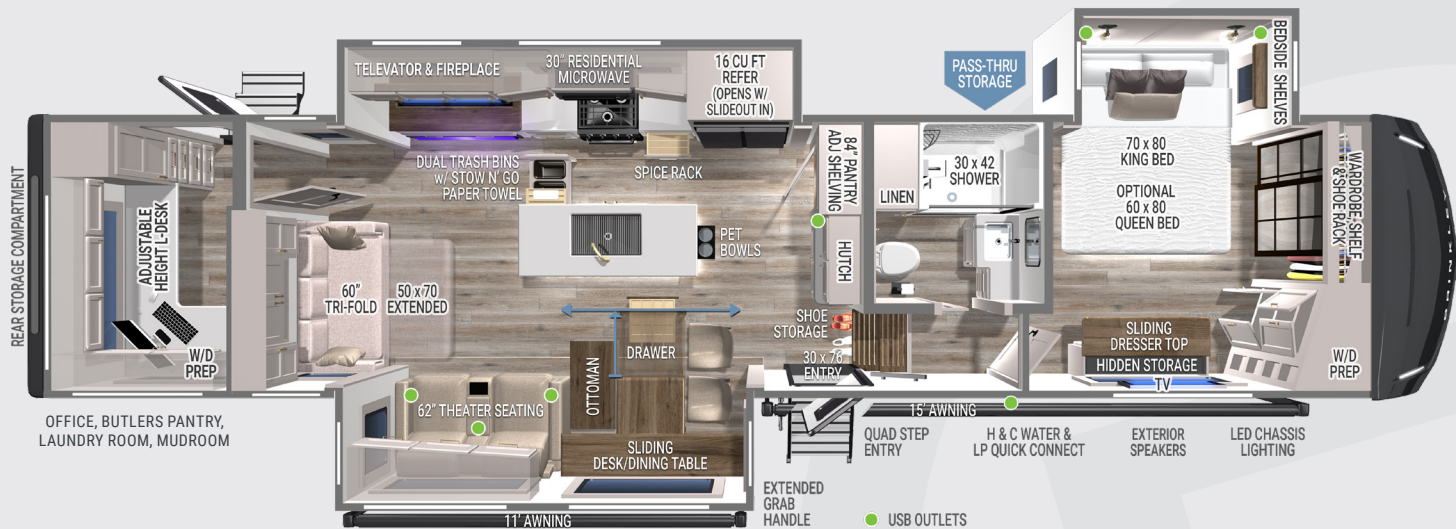 REAR STORAGE COMPARTMENT
ADJUSTABLE
HEIGHT L-DESK
W/D
PREP
OFFICE, BUTLERS PANTRY,
LAUNDRY ROOM, MUDROOM
TELEVATOR & FIREPLACE
30" RESIDENTIAL
MICROWAVE
16 CU FT
REFER
(OPENS W/
SLIDEOUT IN)
DUAL TRASH BINS
w/ STOW N' GO
PAPER TOWEL
SPICE RACK
84" PANTRY
ADJ SHELVING
HUTCH
PET
BOWLS
60"
TRI-FOLD
50 x 70
EXTENDED
SHOE
STORAGE
30 x 76
ENTRY
DRAWER
OTTOMAN
62" THEATER SEATING
SLIDING
DESK/DINING TABLE
11' AWNING
PASS-THRU
STORAGE
LINEN
30 x 42
SHOWER
BEDSIDE SHELVES
70 x 80
KING BED
OPTIONAL
60 x 80
QUEEN BED
WARDROBE, SHELF
& SHOE RACK
SLIDING
DRESSER TOP
HIDDEN STORAGE
TV
W/D
PREP
15' AWNING
QUAD STEP
ENTRY
H & C WATER &
LP QUICK CONNECT
EXTERIOR
SPEAKERS
LED CHASSIS
LIGHTING
EXTENDED
GRAB
HANDLE
USB OUTLETS